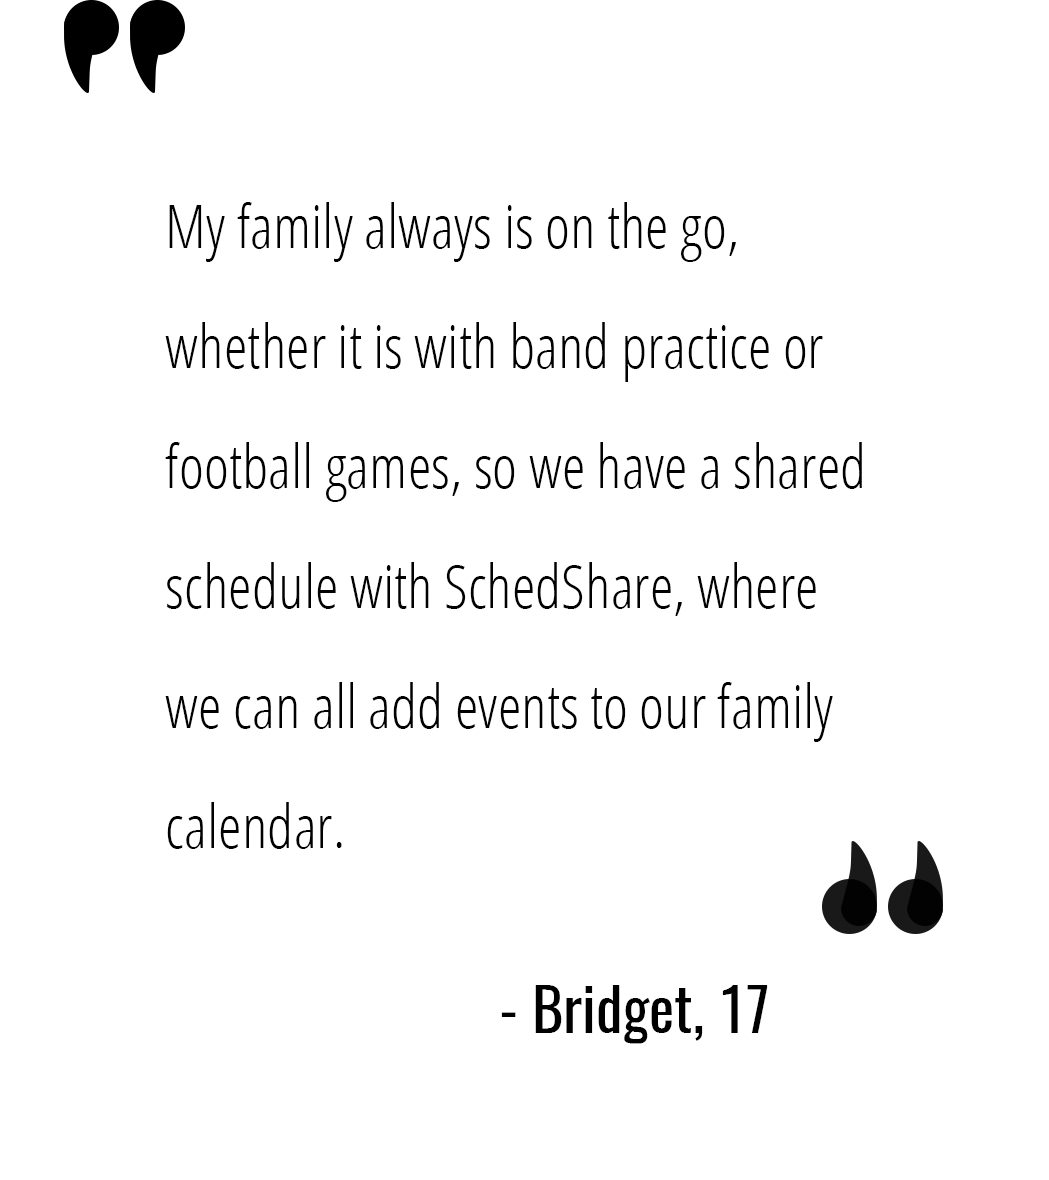 My family always is on the go,
whether it is with band practice or
football games, so we have a shared
schedule with SchedShare, where
we can all add events to our family
calendar.
- Bridget, 17